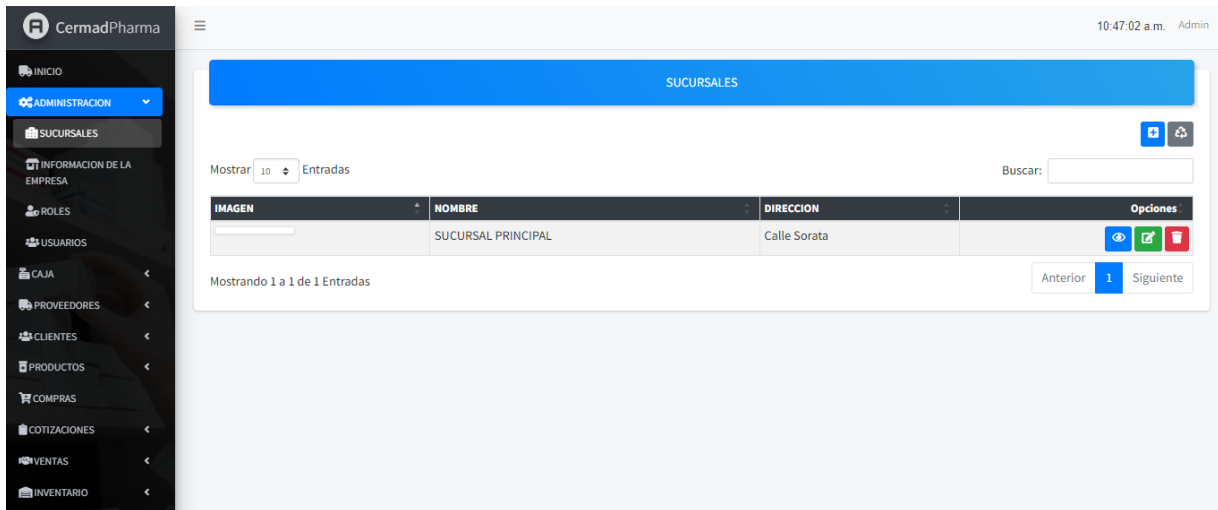 CermadPharma
10:47:02 a.m. Admin
INICIO
ADMINISTRACION
SUCURSALES
INFORMACION DE LA
EMPRESA
ROLES
USUARIOS
CAJA
PROVEEDORES
CLIENTES
PRODUCTOS
COMPRAS
COTIZACIONES
VENTAS
INVENTARIO
SUCURSALES
Mostrar 10 Entradas
Buscar:
IMAGEN NOMBRE DIRECCION Opciones
SUCURSAL PRINCIPAL Calle Sorata
Mostrando 1 a 1 de 1 Entradas
Anterior 1 Siguiente